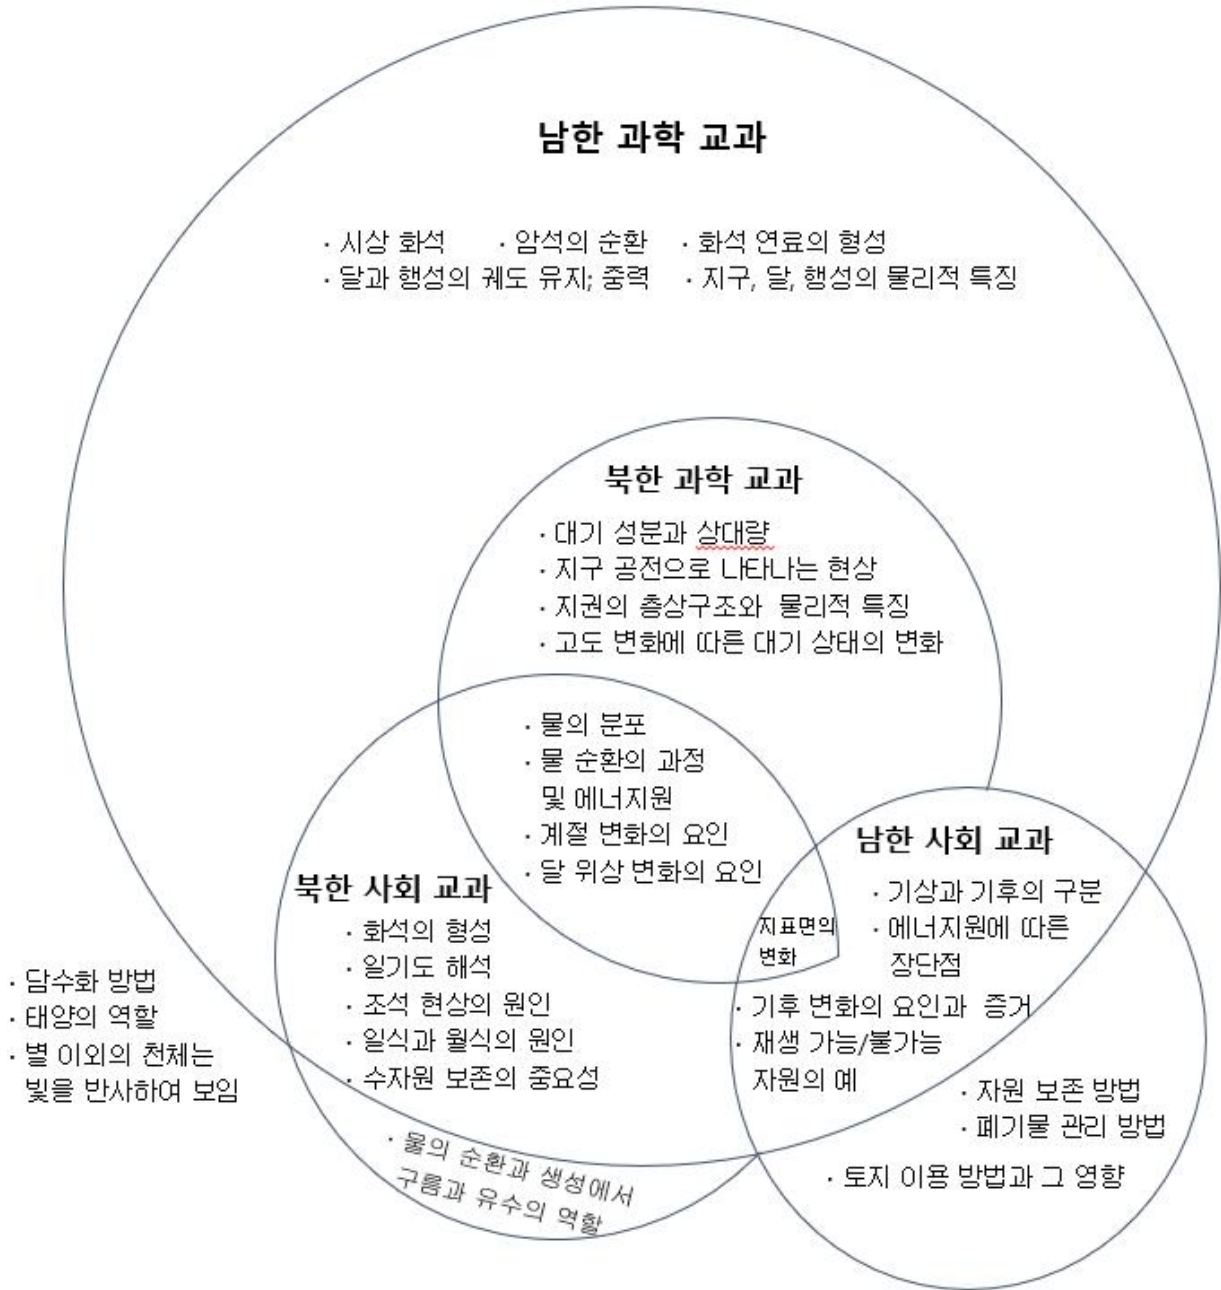 남한 과학 교과
· 시상 화석 · 암석의 순환 · 화석 연료의 형성
· 달과 행성의 궤도 유지; 중력 · 지구, 달, 행성의 물리적 특징
북한 과학 교과
· 대기 성분과 상대량
· 지구 공전으로 나타나는 현상
· 지권의 층상구조와 물리적 특징
· 고도 변화에 따른 대기 상태의 변화
· 물의 분포
· 물 순환의 과정
및 에너지원
· 계절 변화의 요인
· 달 위상 변화의 요인
남한 사회 교과
· 기상과 기후의 구분
· 에너지원에 따른
장단점
지표면의
변화
· 기후 변화의 요인과 증거
· 재생 가능/불가능
자원의 예
· 자원 보존 방법
· 폐기물 관리 방법
· 토지 이용 방법과 그 영향
북한 사회 교과
· 화석의 형성
· 일기도 해석
· 조석 현상의 원인
· 일식과 월식의 원인
· 수자원 보존의 중요성
· 물의 순환과 생성에서
구름과 유수의 역할
· 담수화 방법
· 태양의 역할
· 별 이외의 천체는
빛을 반사하여 보임